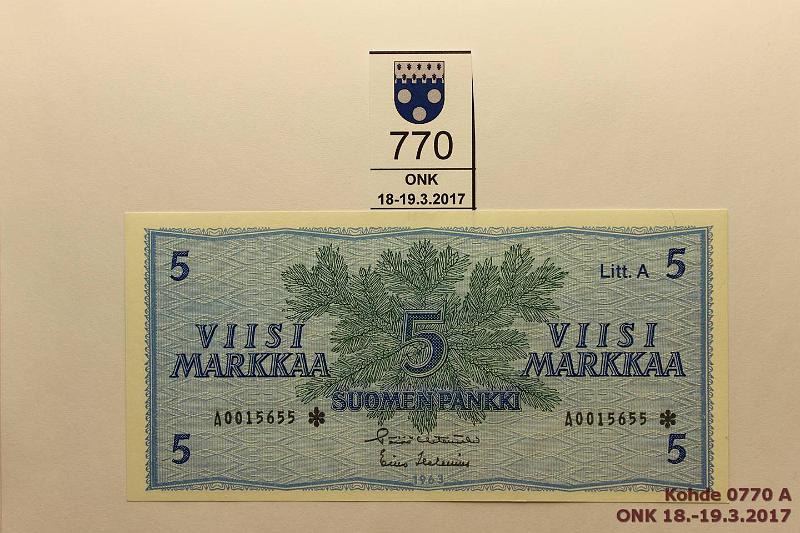 770
ONK
18-19.3.2017
5
Litt. A 5
VIISI
MARKKAA
5
VIISI
MARKKAA
SUOMEN PANKKI
A0015655 *
A0015655 *
5
5
1963
Kohde 0770 A
ONK 18.-19.3.2017